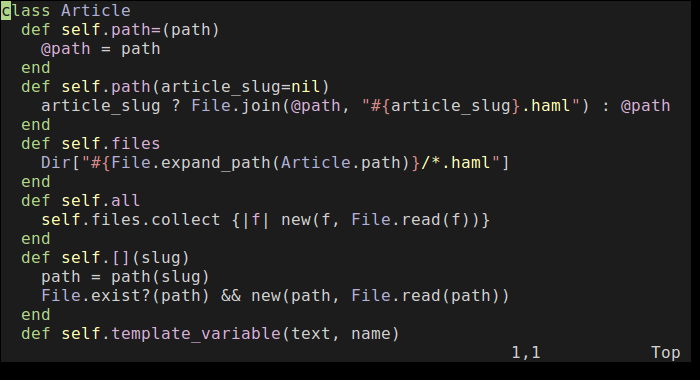 class Article
  def self.path=(path)
    @path = path
  end
  def self.path(article_slug=nil)
    article_slug ? File.join(@path, "#{article_slug}.haml") : @path
  end
  def self.files
    Dir["#{File.expand_path(Article.path)}/*.haml"]
  end
  def self.all
    self.files.collect {|f| new(f, File.read(f))}
  end
  def self.[](slug)
    path = path(slug)
    File.exist?(path) && new(path, File.read(path))
  end
  def self.template_variable(text, name)
1,1 Top